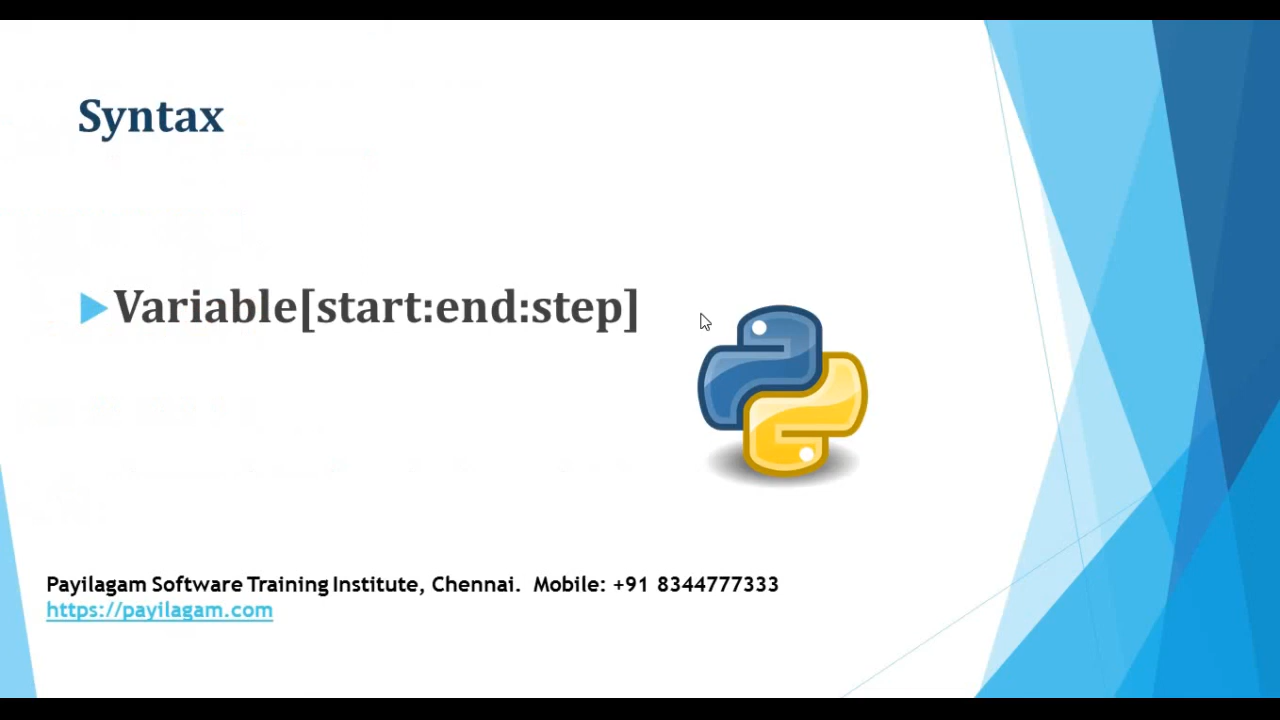 Syntax
Variable[start:end:step]
Payilagam Software Training Institute, Chennai. Mobile: +91 8344777333
https://payilagam.com